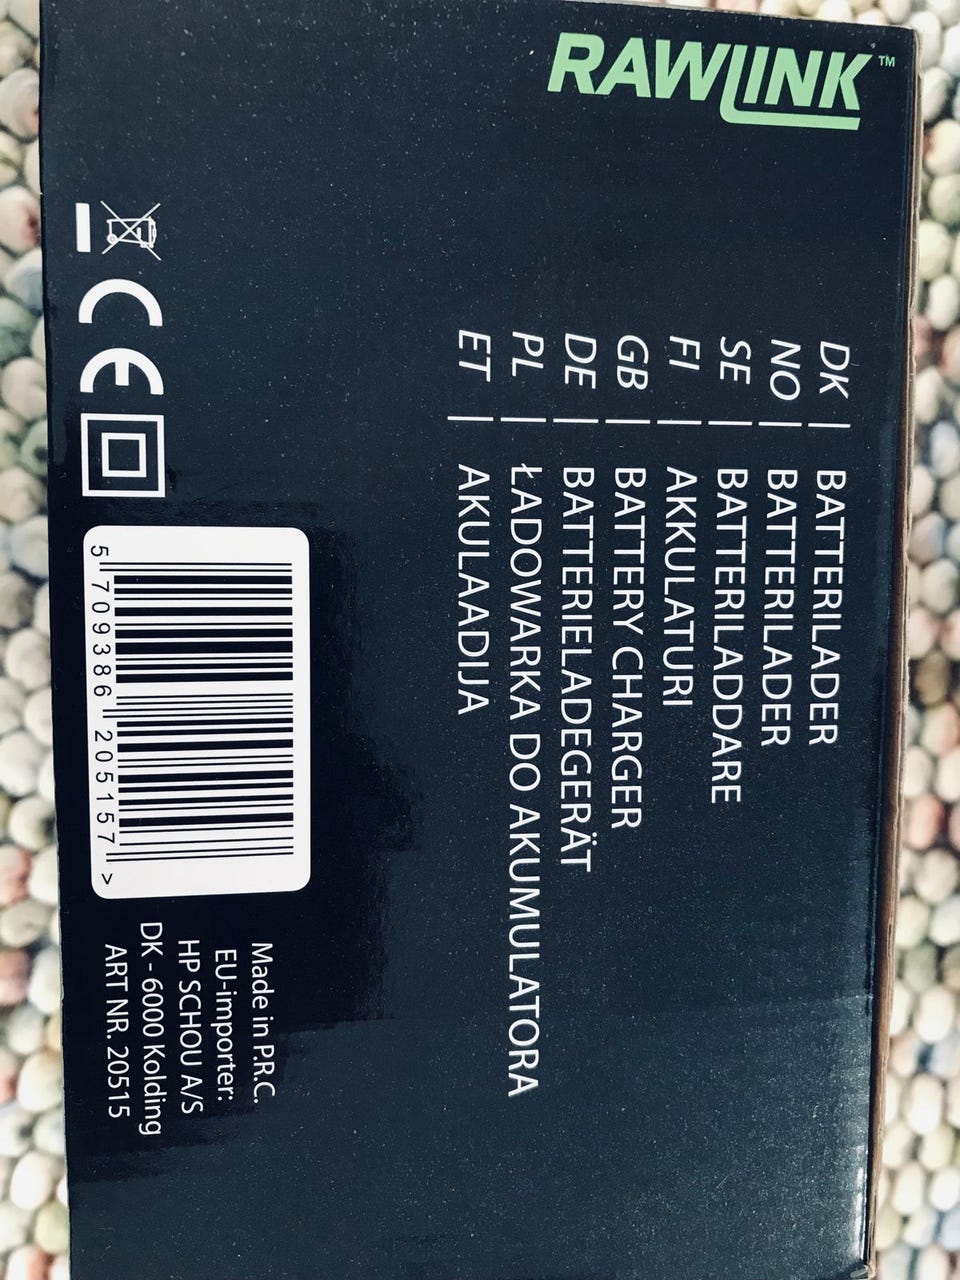 RAWLINK™
DK | BATTERILADER
NO | BATTERILADER
SE | BATTERILADDARE
FI | AKKULATURI
GB | BATTERY CHARGER
DE | BATTERIELADEGERÄT
PL | ŁADOWARKA DO AKUMULATORA
ET | AKULAADIJA
CE
5 709386 205157 >
Made in P.R.C.
EU-importer:
HP SCHOU A/S
DK - 6000 Kolding
ART NR. 20515